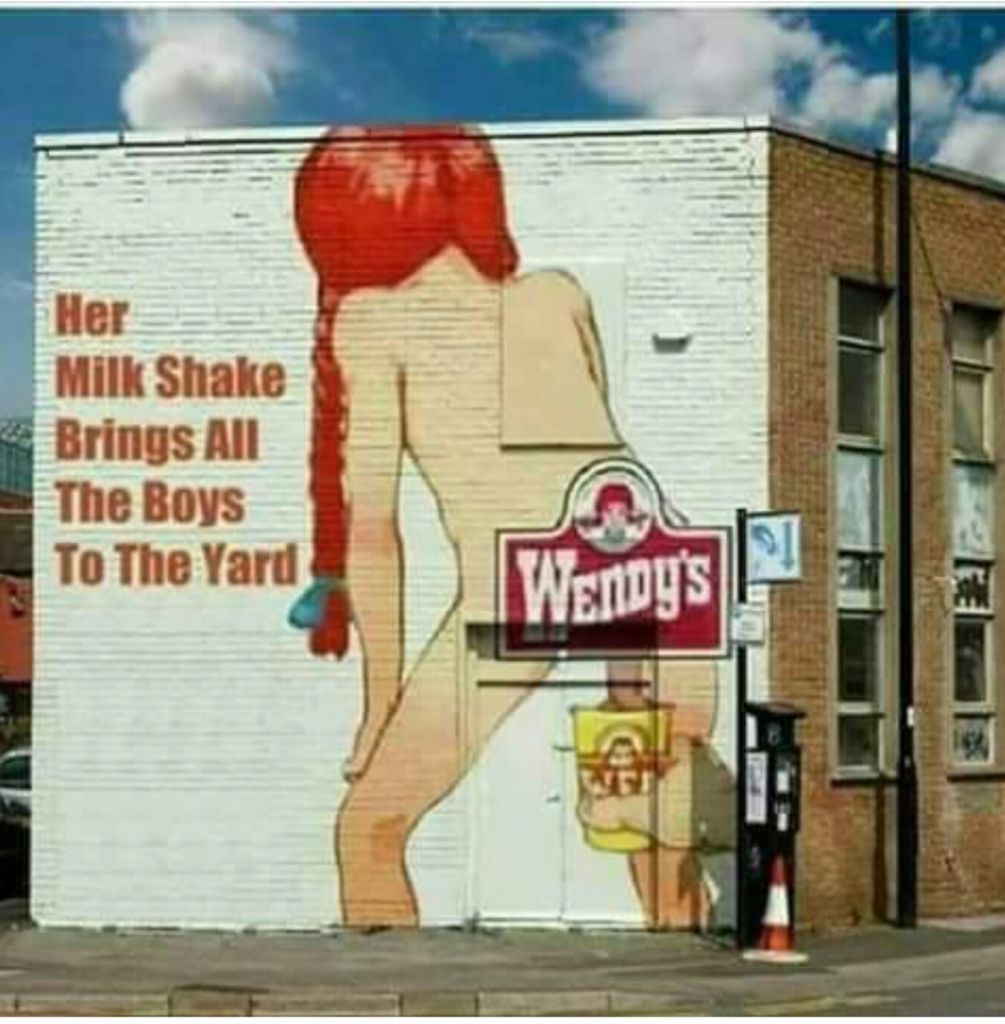 Her
Milk Shake
Brings All
The Boys
To The Yard
Wendy's